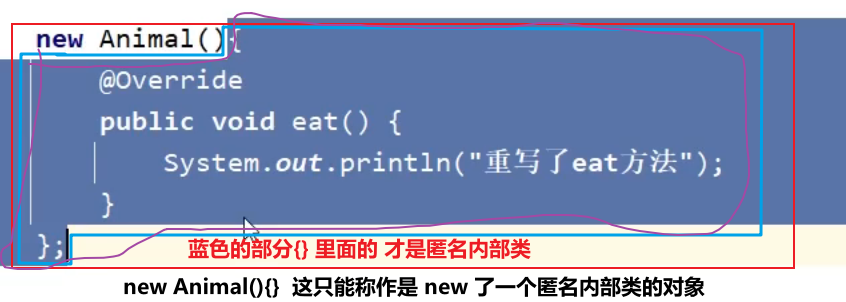 new Animal(){
@Override
public void eat() {
System.out.println("重写了eat方法");
}
};
蓝色的部分{} 里面的 才是匿名内部类
new Animal(){} 这只能称作是 new 了一个匿名内部类的对象